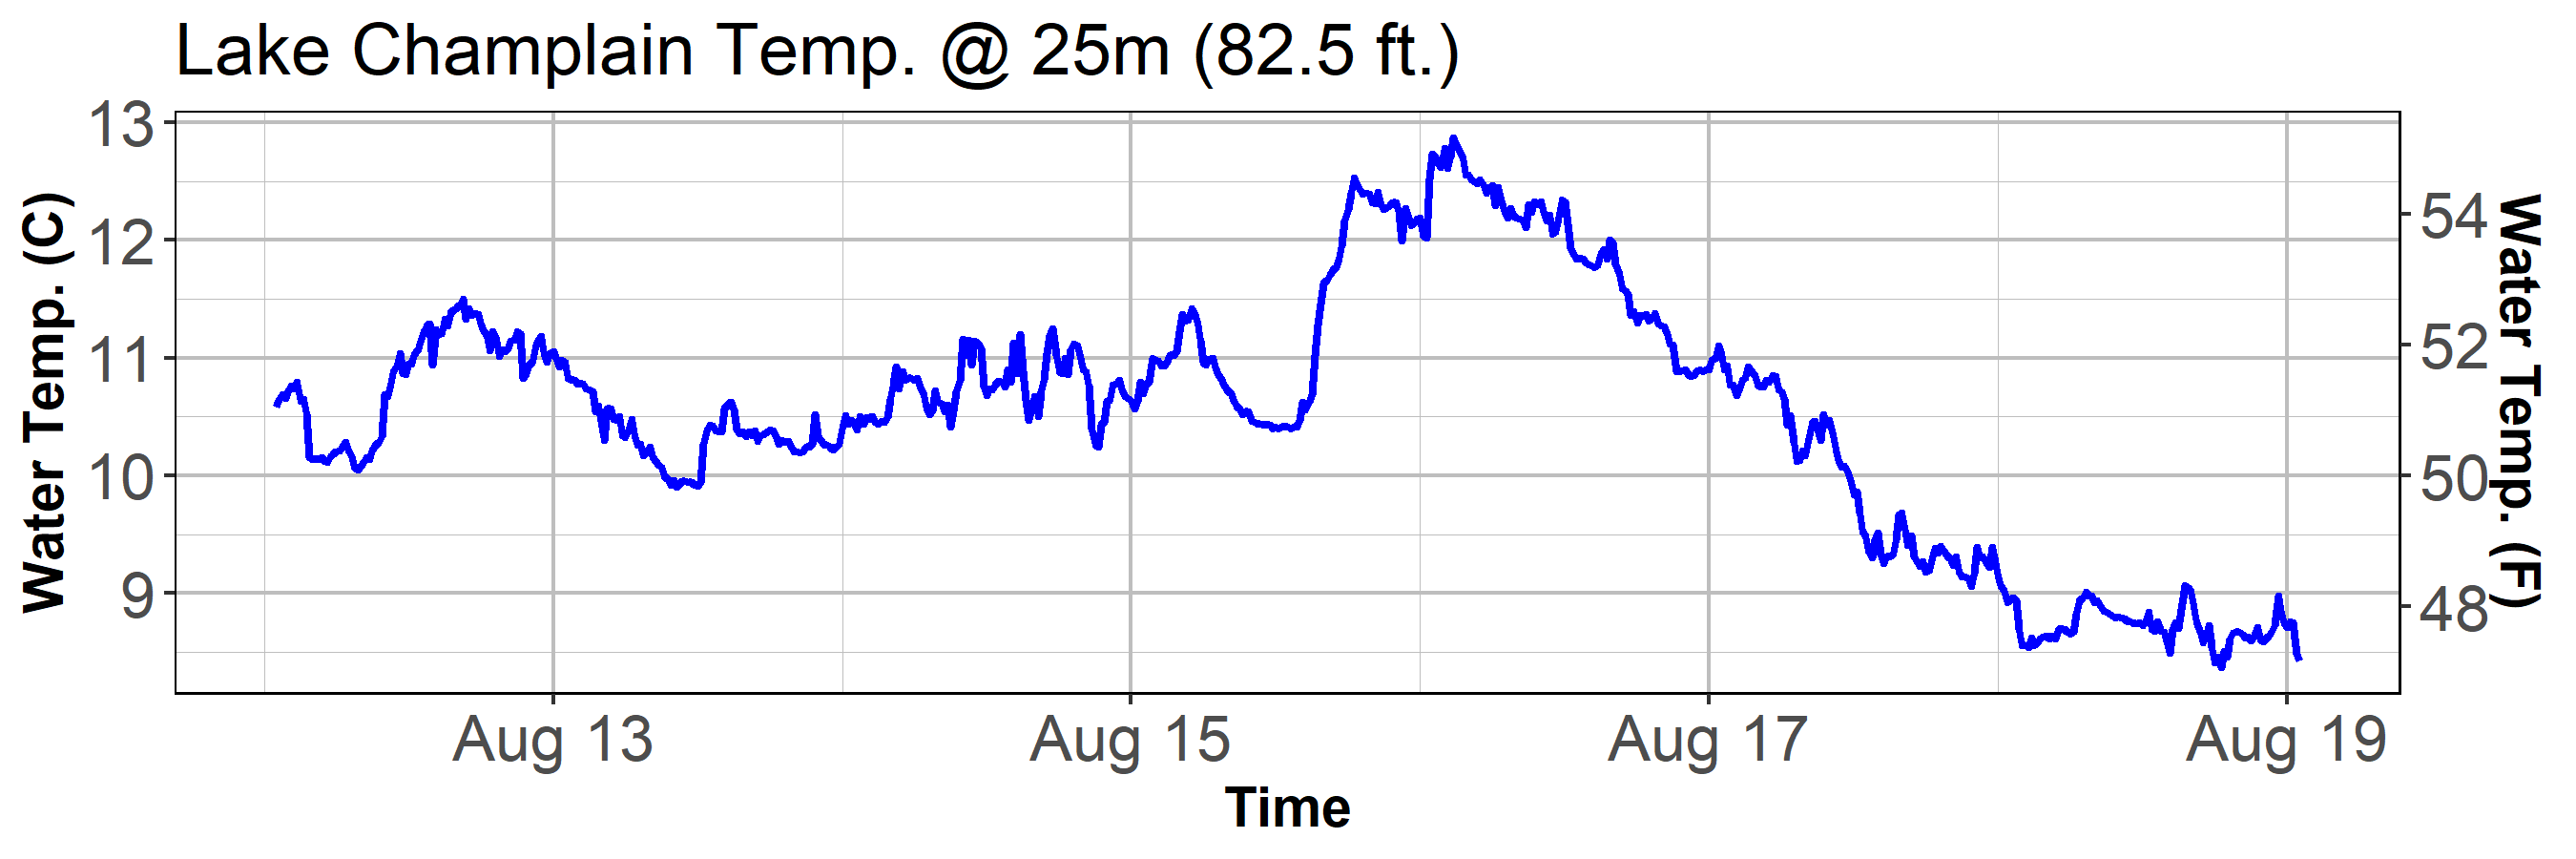 Lake Champlain Temp. @ 25m (82.5 ft.)
Water Temp. (C)
13
12
11
10
9
54
52
50
48
Water Temp. (F)
Aug 13
Aug 15
Aug 17
Aug 19
Time